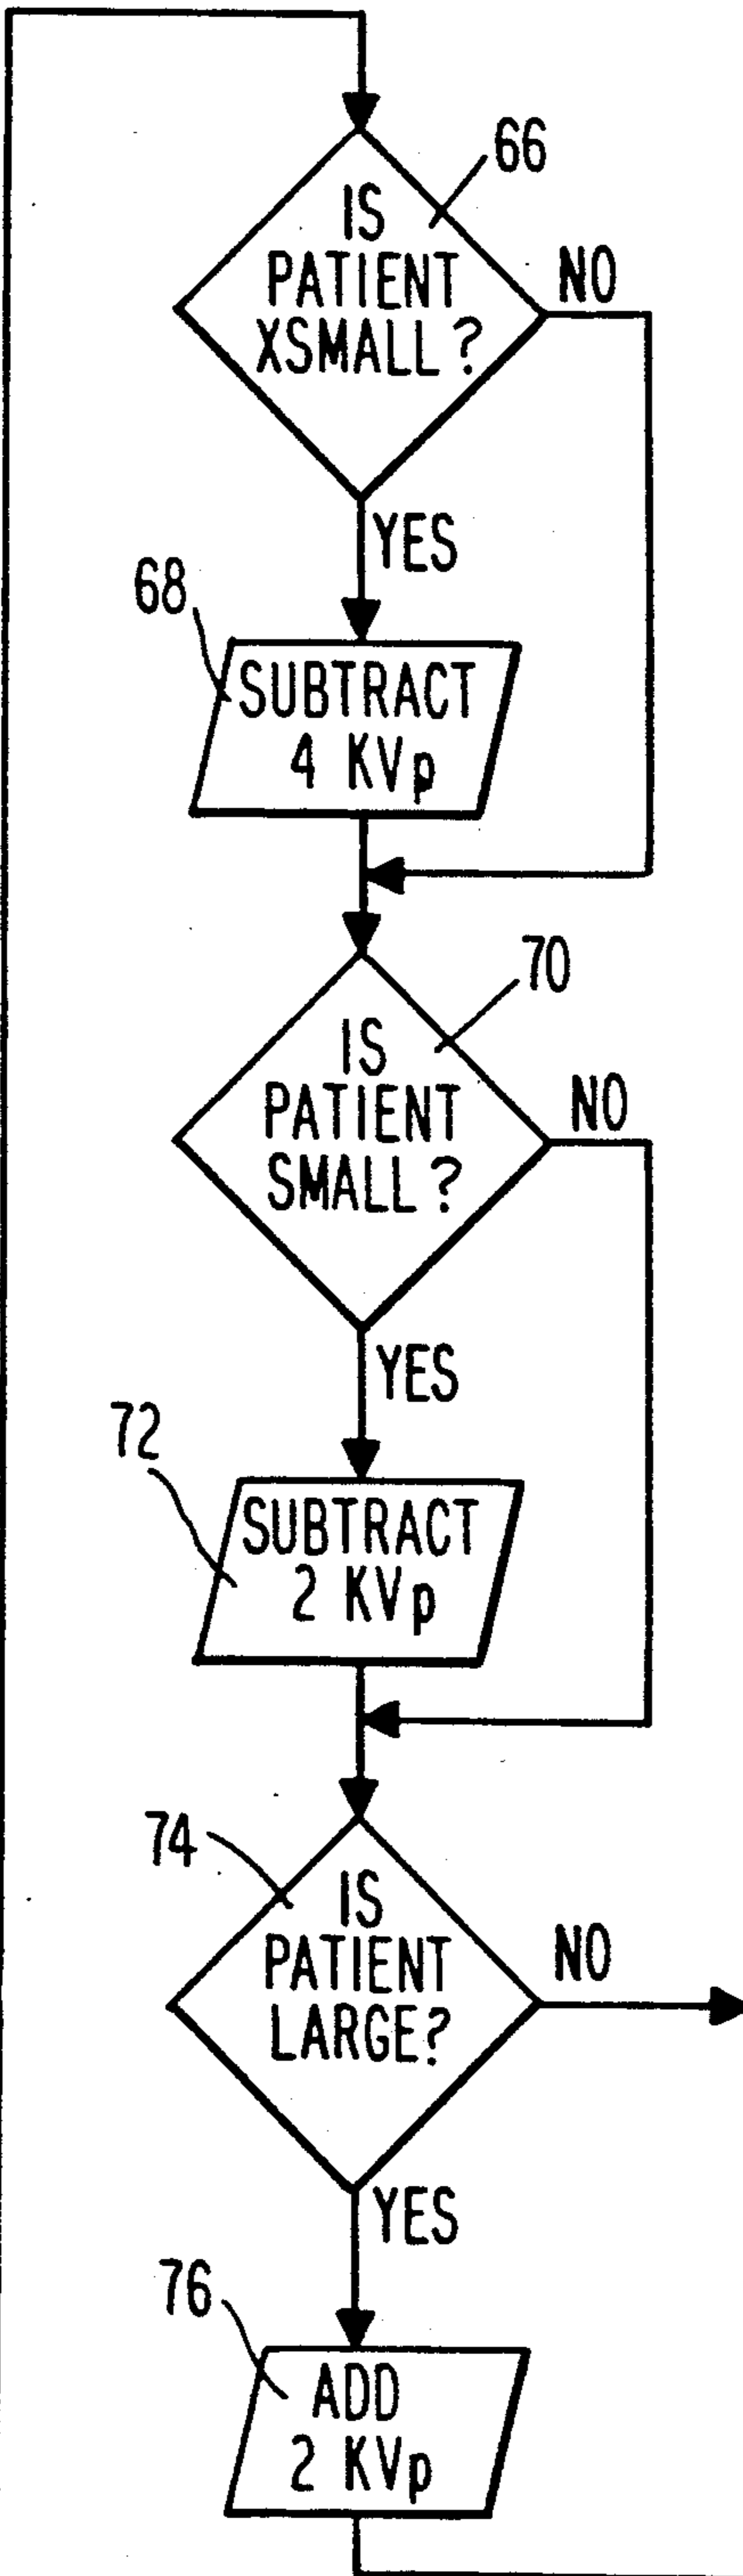 66
IS
PATIENT
XSMALL?
NO
YES
68
SUBTRACT
4 KVp
70
IS
PATIENT
SMALL?
NO
YES
72
SUBTRACT
2 KVp
74
IS
PATIENT
LARGE?
NO
YES
76
ADD
2 KVp